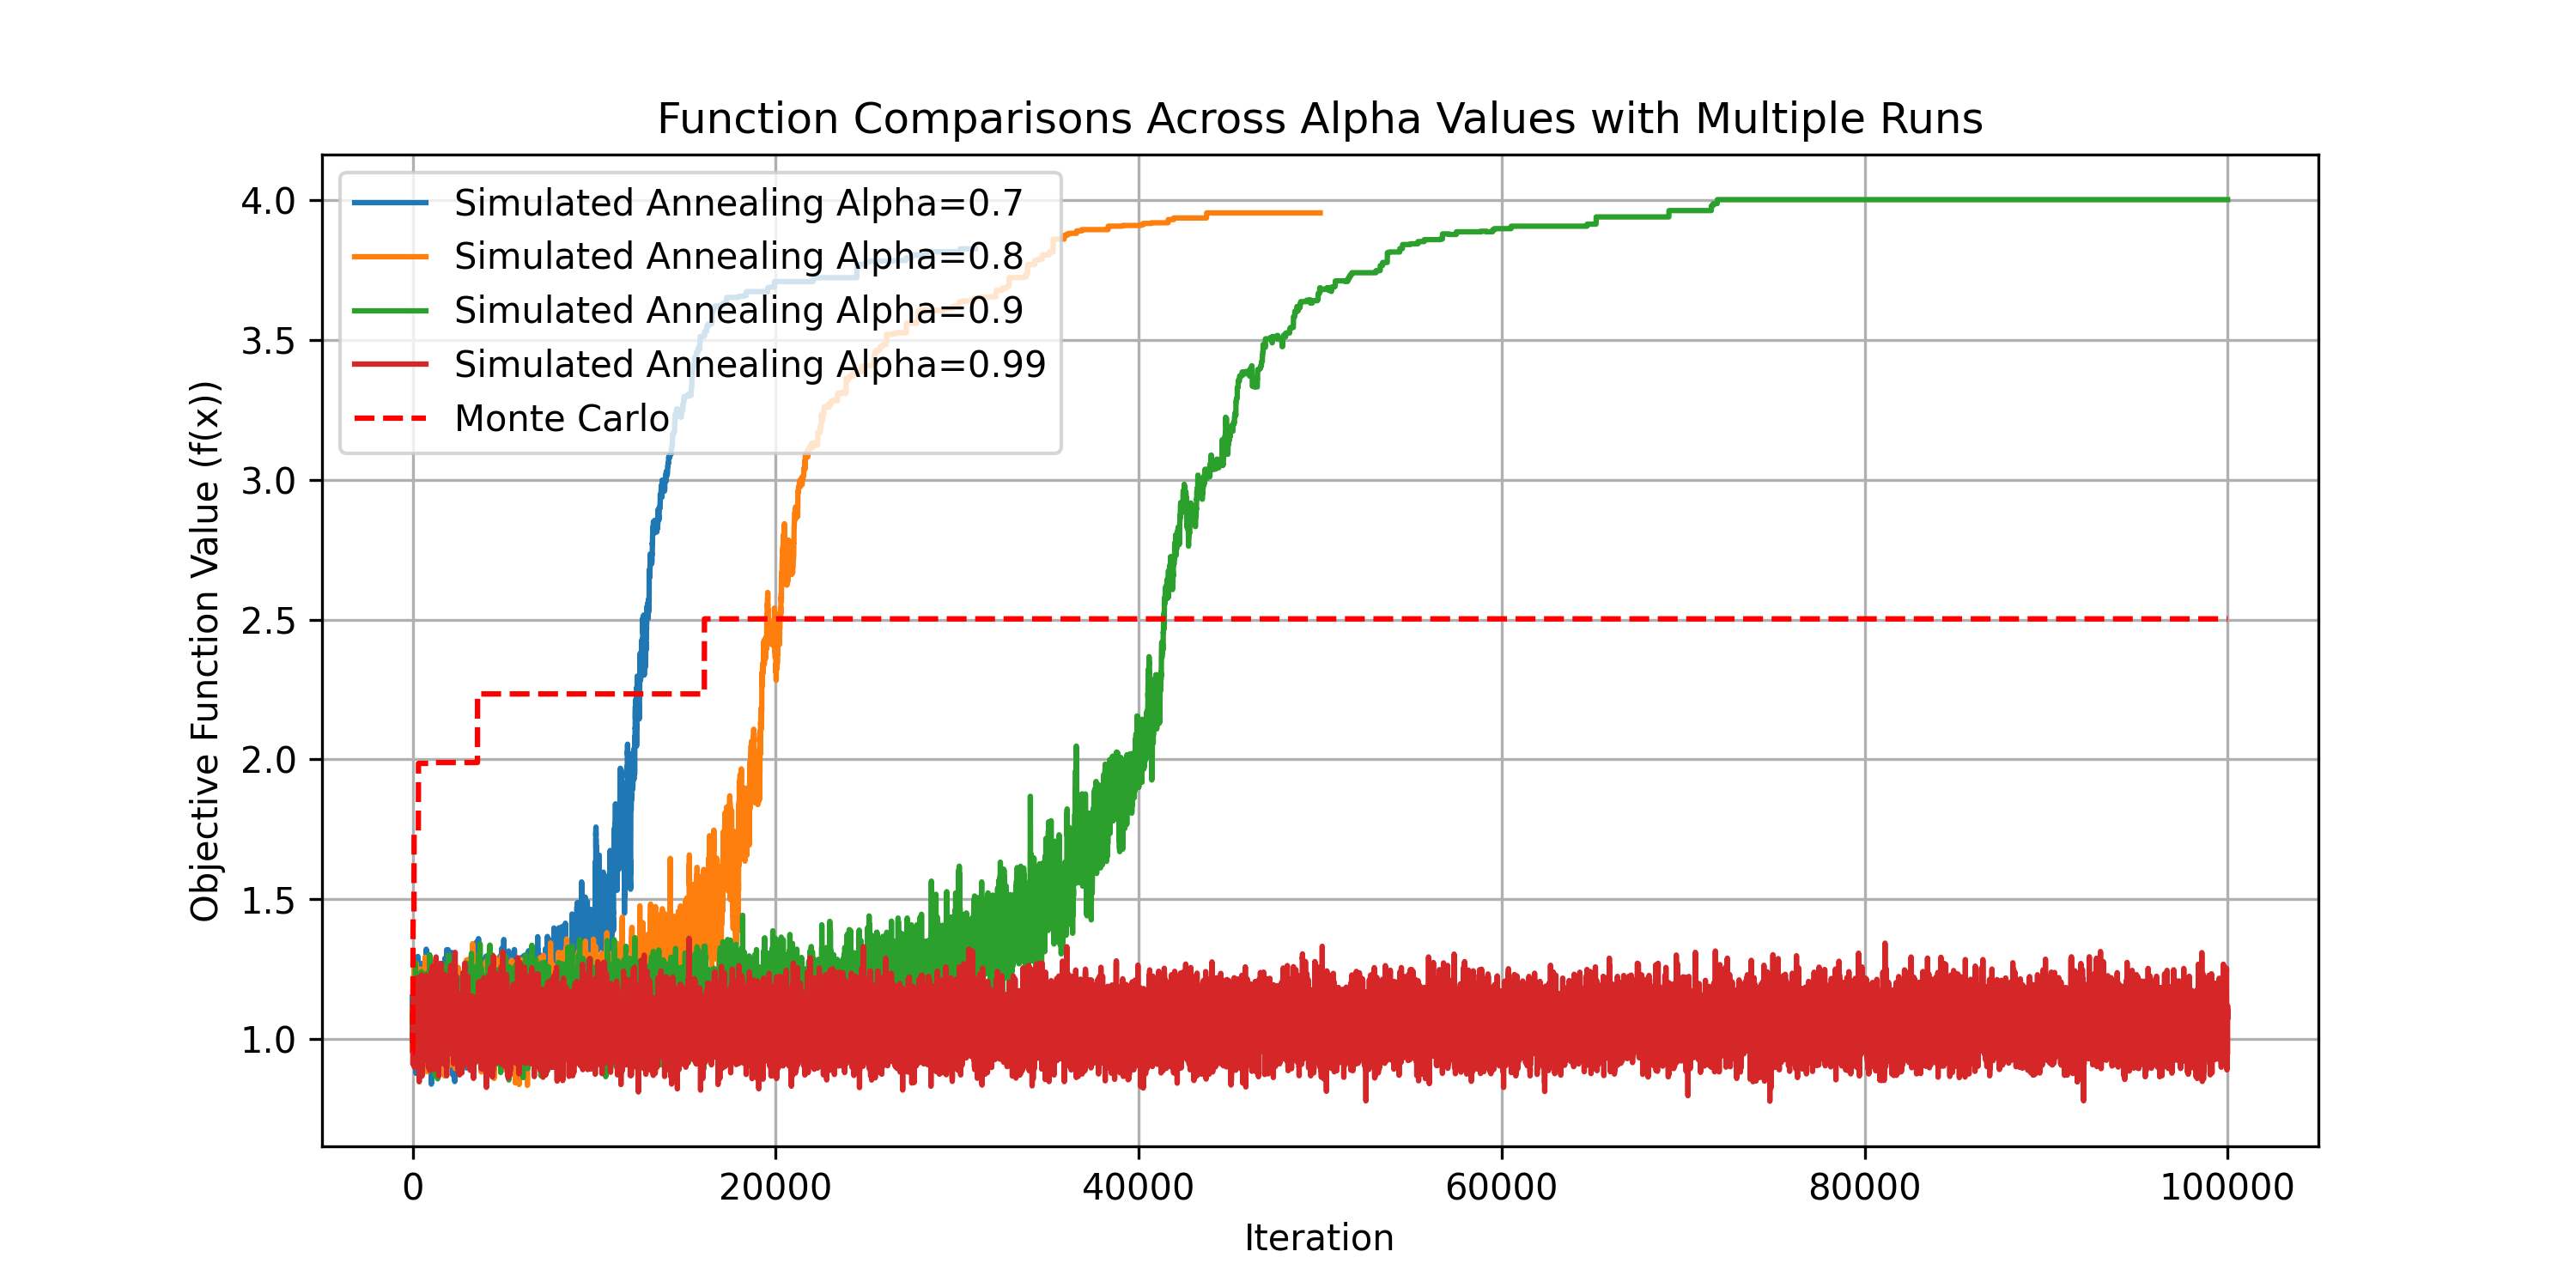 Function Comparisons Across Alpha Values with Multiple Runs
Simulated Annealing Alpha=0.7
Simulated Annealing Alpha=0.8
Simulated Annealing Alpha=0.9
Simulated Annealing Alpha=0.99
Monte Carlo
Objective Function Value (f(x))
4.0
3.5
3.0
2.5
2.0
1.5
1.0
0
20000
40000
60000
80000
100000
Iteration